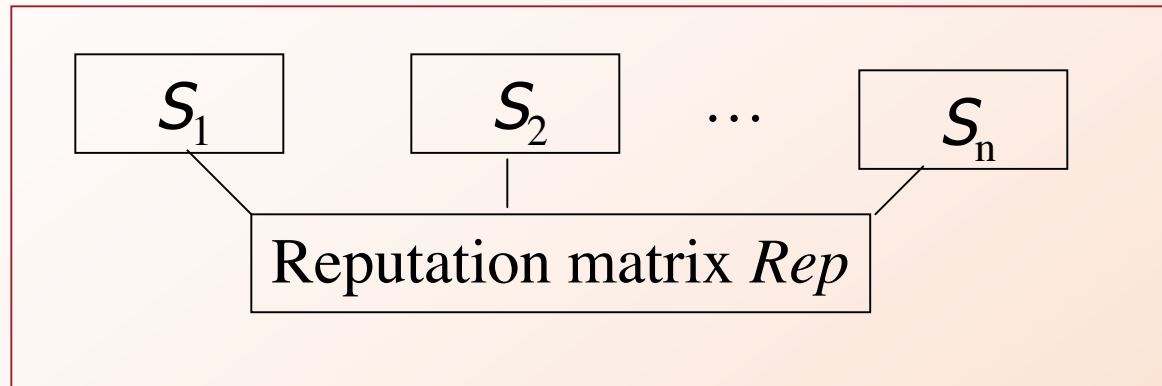 S1 S2 … Sn
Reputation matrix Rep